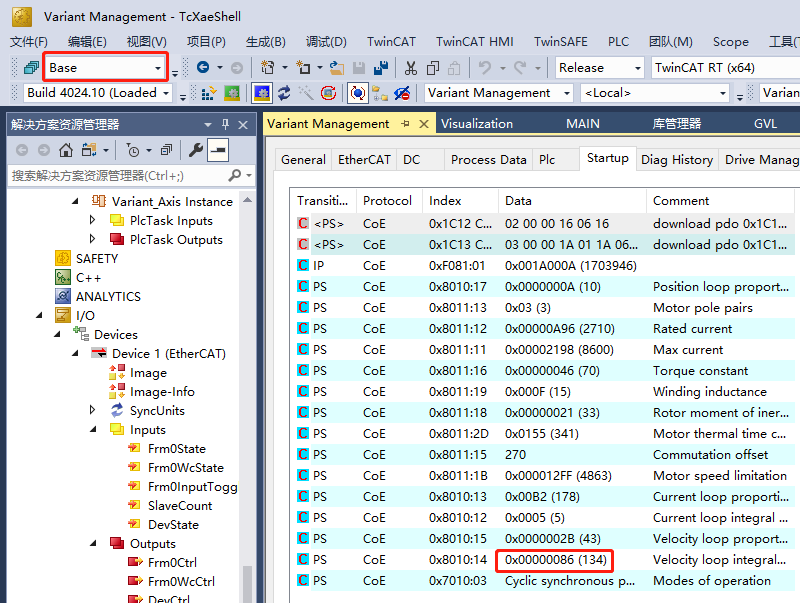 Variant Management - TcXaeShell
文件(F) 编辑(E) 视图(V) 项目(P) 生成(B) 调试(D) TwinCAT TwinCAT HMI TwinSAFE PLC 团队(M) Scope 工具(T
Base Release TwinCAT RT (x64)
Build 4024.10 (Loaded Variant Management <Local> Varian
解决方案资源管理器
搜索解决方案资源管理器(Ctrl+;)
Variant_Axis Instance
PlcTask Inputs
PlcTask Outputs
SAFETY
C++
ANALYTICS
I/O
Devices
Device 1 (EtherCAT)
Image
Image-Info
SyncUnits
Inputs
Frm0State
Frm0WcState
Frm0InputToggl
SlaveCount
DevState
Outputs
Frm0Ctrl
Frm0WcCtrl
DevCtrl
Variant Management Visualization MAIN 库管理器 GVL
General EtherCAT DC Process Data Plc Startup Diag History Drive Manag
Transiti... Protocol Index Data Comment
C <PS> CoE 0x1C12 C... 02 00 00 16 06 16 download pdo 0x1C1...
C <PS> CoE 0x1C13 C... 03 00 00 1A 01 1A 06... download pdo 0x1C1...
C IP CoE 0xF081:01 0x001A000A (1703946)
C PS CoE 0x8010:17 0x0000000A (10) Position loop proport...
C PS CoE 0x8011:13 0x03 (3) Motor pole pairs
C PS CoE 0x8011:12 0x00000A96 (2710) Rated current
C PS CoE 0x8011:11 0x00002198 (8600) Max current
C PS CoE 0x8011:16 0x00000046 (70) Torque constant
C PS CoE 0x8011:19 0x000F (15) Winding inductance
C PS CoE 0x8011:18 0x00000021 (33) Rotor moment of iner...
C PS CoE 0x8011:2D 0x0155 (341) Motor thermal time c...
C PS CoE 0x8011:15 270 Commutation offset
C PS CoE 0x8011:1B 0x000012FF (4863) Motor speed limitation
C PS CoE 0x8010:13 0x00B2 (178) Current loop proporti...
C PS CoE 0x8010:12 0x0005 (5) Current loop integral ...
C PS CoE 0x8010:15 0x0000002B (43) Velocity loop proport...
C PS CoE 0x8010:14 0x00000086 (134) Velocity loop integral...
C PS CoE 0x7010:03 Cyclic synchronous p... Modes of operation